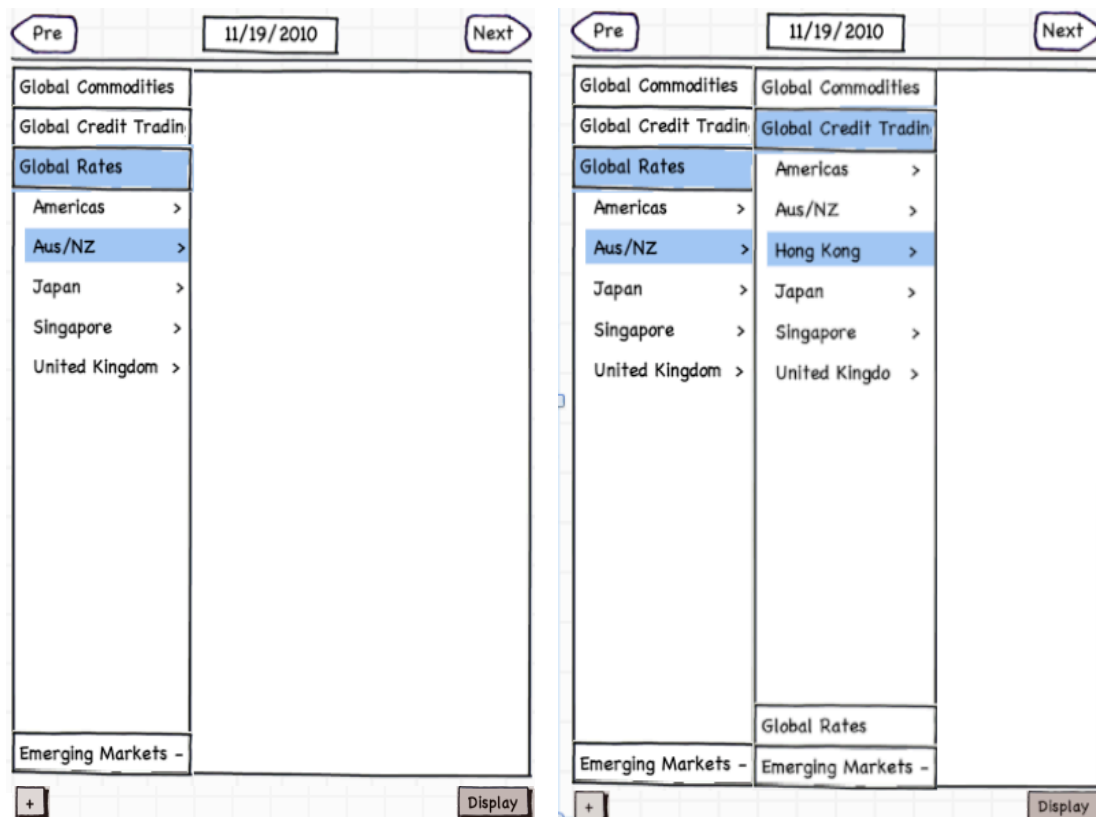 Pre
11/19/2010
Next
Global Commodities
Global Credit Tradin
Global Rates
Americas >
Aus/NZ >
Japan >
Singapore >
United Kingdom >
Emerging Markets -
+
Display
Pre
11/19/2010
Next
Global Commodities
Global Credit Tradin
Global Rates
Americas >
Aus/NZ >
Japan >
Singapore >
United Kingdom >
Emerging Markets -
Global Commodities
Global Credit Tradin
Americas >
Aus/NZ >
Hong Kong >
Japan >
Singapore >
United Kingdo >
Global Rates
Emerging Markets -
+
Display